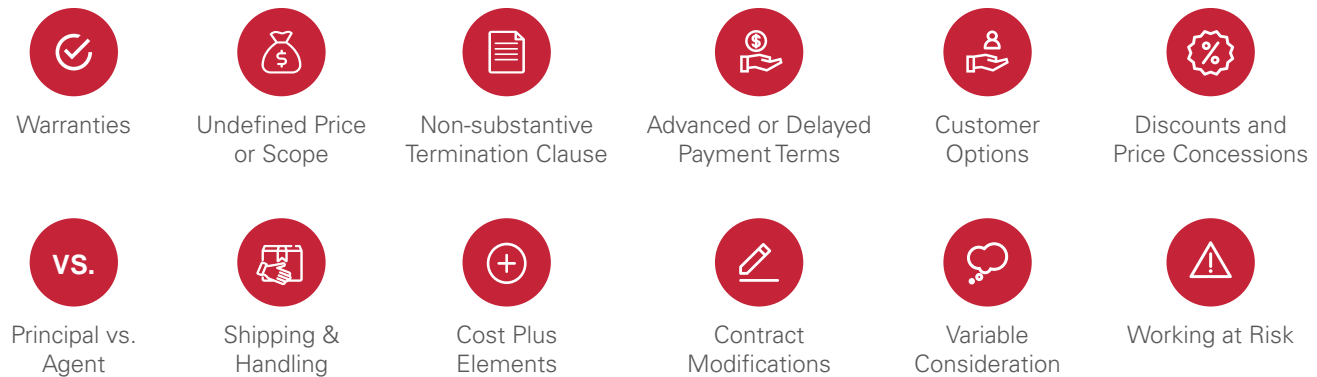 $
$
%
Warranties
Undefined Price
or Scope
Non-substantive
Termination Clause
Advanced or Delayed
Payment Terms
Customer
Options
Discounts and
Price Concessions
VS.
Principal vs.
Agent
Shipping &
Handling
Cost Plus
Elements
Contract
Modifications
Variable
Consideration
Working at Risk